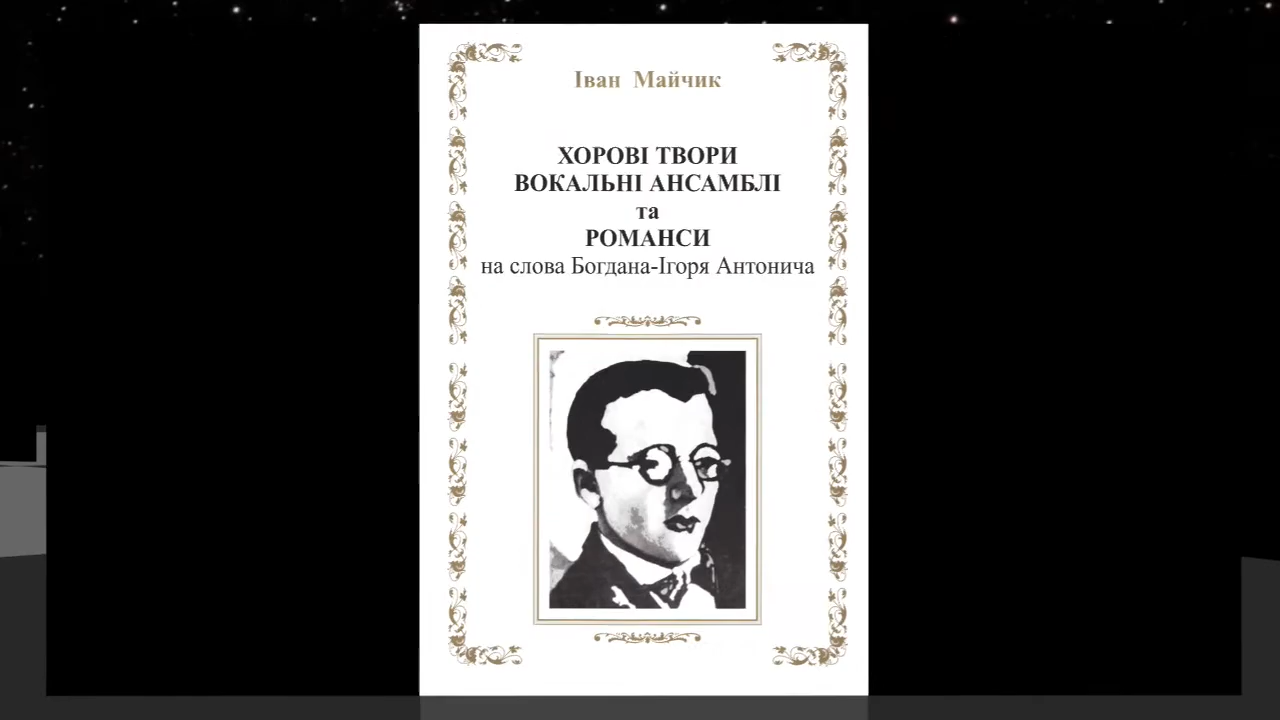 Іван Майчик
ХОРОВІ ТВОРИ
ВОКАЛЬНІ АНСАМБЛІ
та
РОМАНСИ
на слова Богдана-Ігоря Антонича